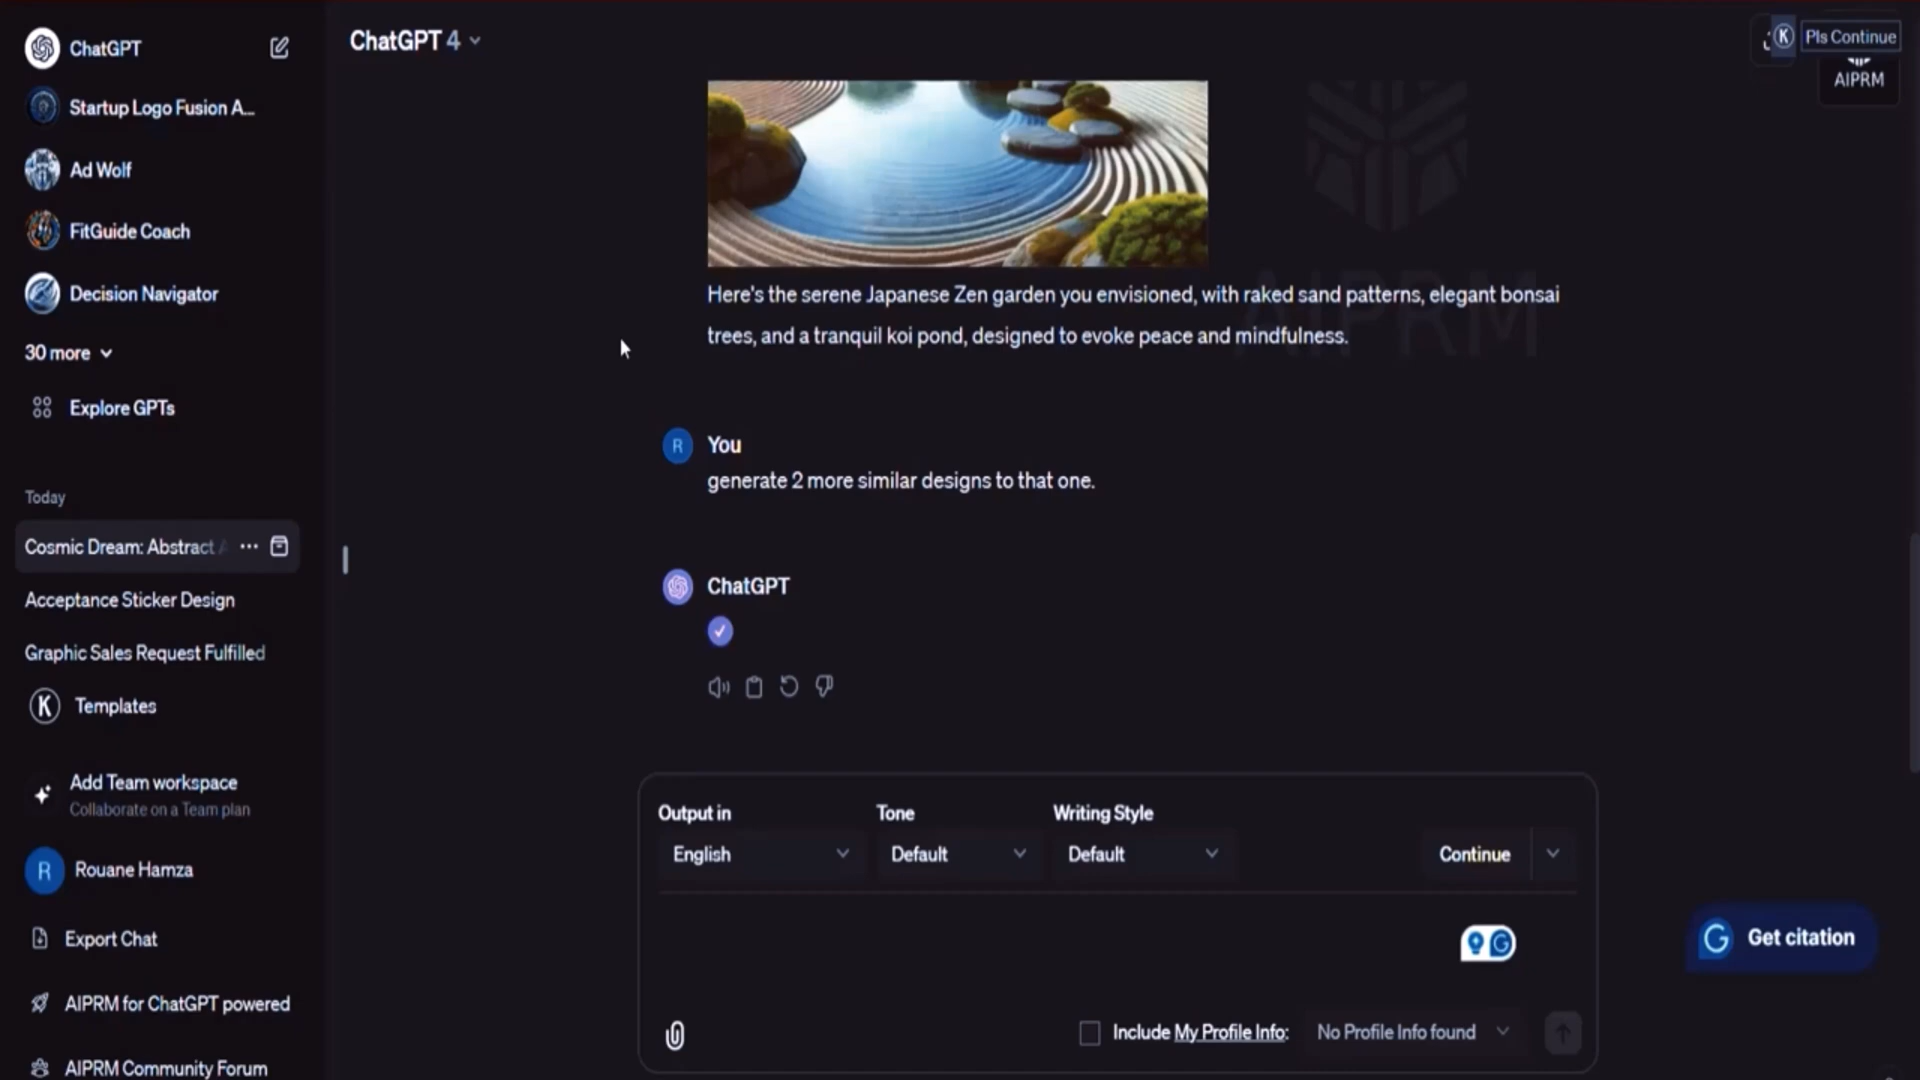 ChatGPT
Startup Logo Fusion A...
Ad Wolf
FitGuide Coach
Decision Navigator
30 more
Explore GPTs
Today
Cosmic Dream: Abstract
Acceptance Sticker Design
Graphic Sales Request Fulfilled
K Templates
Add Team workspace
Collaborate on a Team plan
R Rouane Hamza
Export Chat
AIPRM for ChatGPT powered
AIPRM Community Forum
ChatGPT 4
K Pls Continue
AIPRM
AIPRM
Here's the serene Japanese Zen garden you envisioned, with raked sand patterns, elegant bonsai
trees, and a tranquil koi pond, designed to evoke peace and mindfulness.
R You
generate 2 more similar designs to that one.
ChatGPT
Output in Tone Writing Style
English Default Default Continue
G Get citation
Include My Profile Info: No Profile Info found